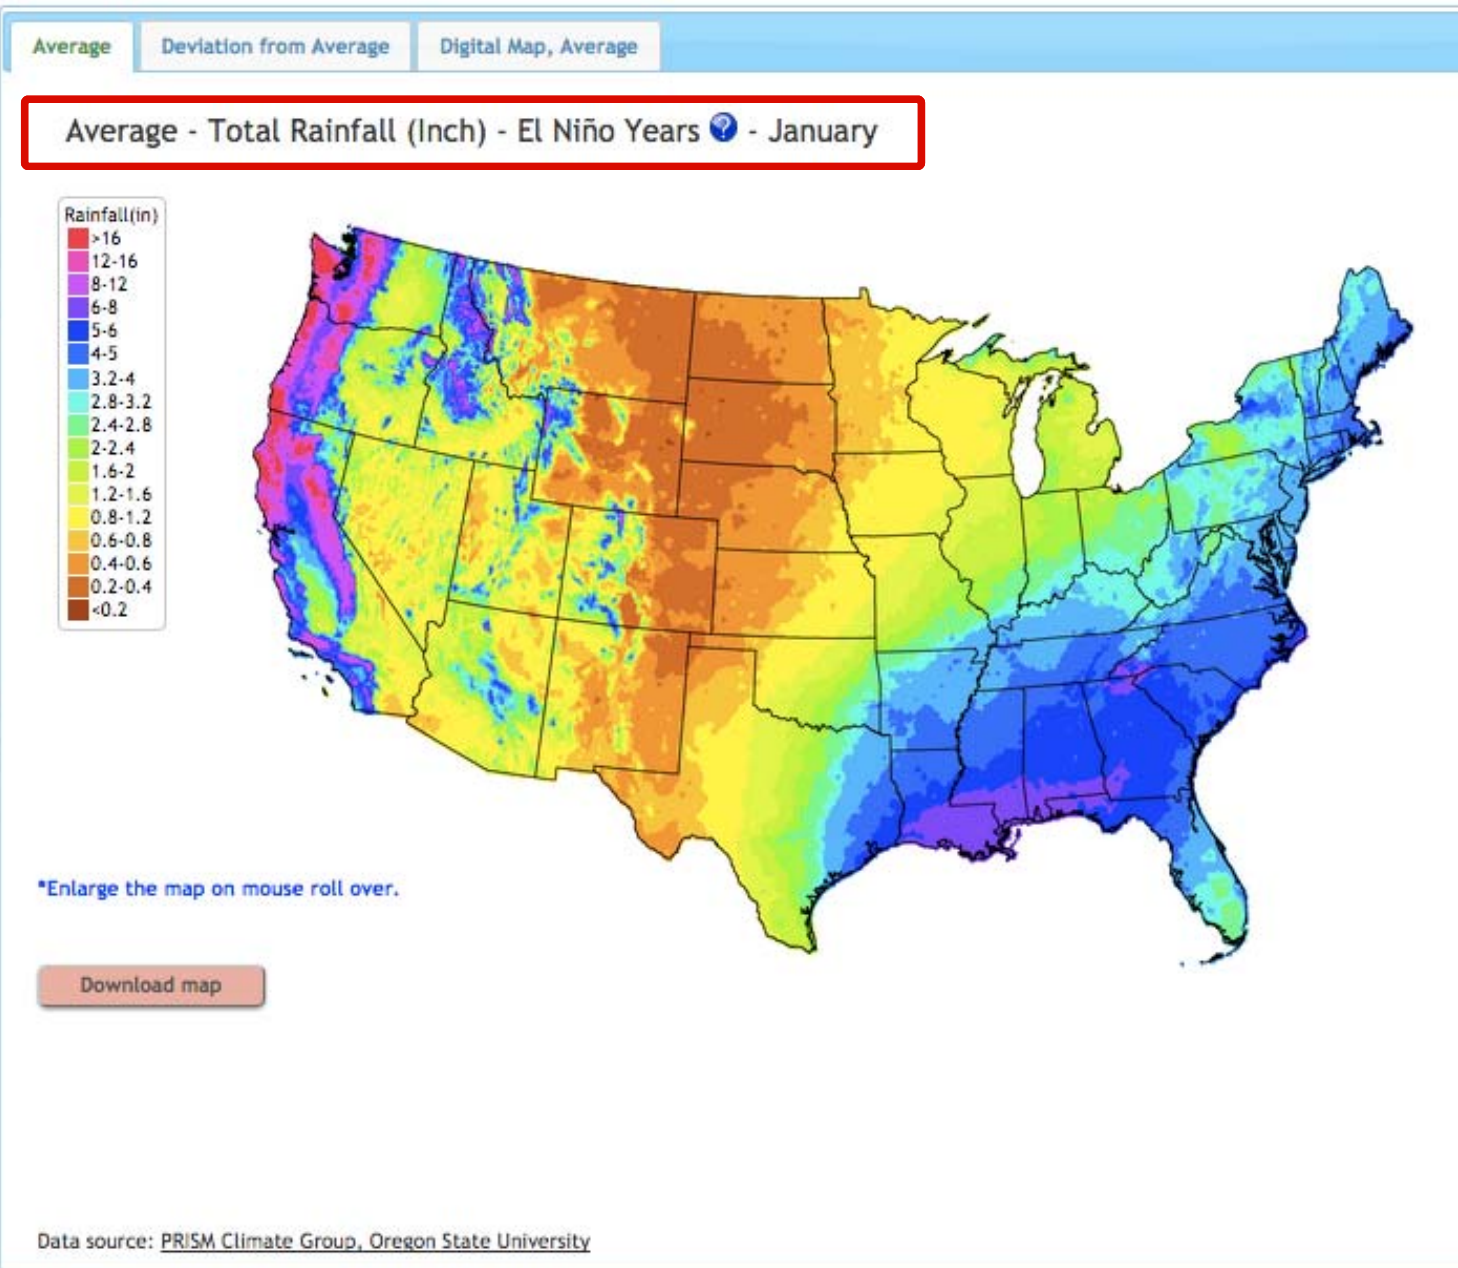 Average
Deviation from Average
Digital Map, Average
Average - Total Rainfall (Inch) - El Niño Years ? - January
Rainfall(in)
>16
12-16
8-12
6-8
5-6
4-5
3.2-4
2.8-3.2
2.4-2.8
2-2.4
1.6-2
1.2-1.6
0.8-1.2
0.6-0.8
0.4-0.6
0.2-0.4
<0.2
*Enlarge the map on mouse roll over.
Download map
Data source: PRISM Climate Group, Oregon State University